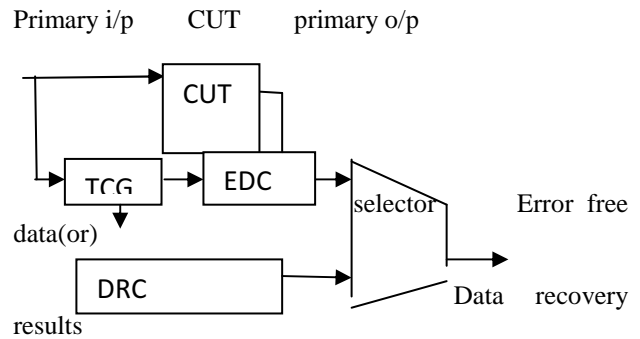 Primary i/p CUT primary o/p
CUT
TCG EDC
selector Error free
data(or)
DRC
Data recovery
results